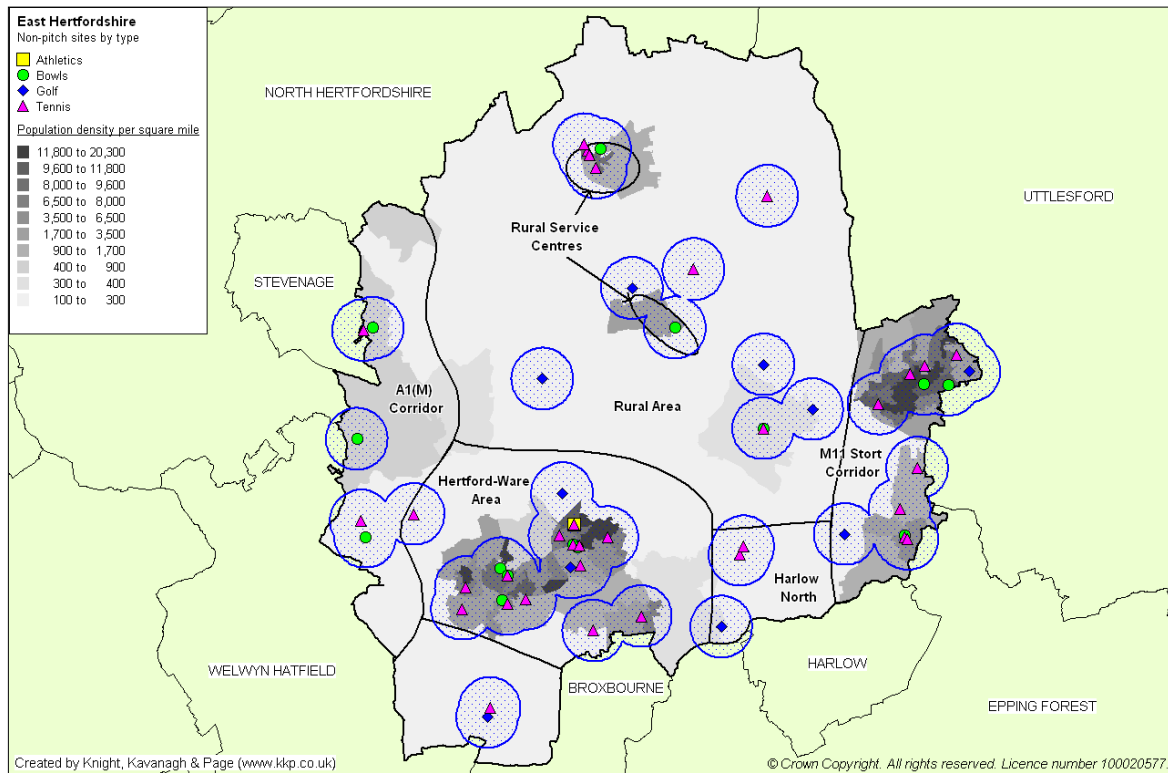 East Hertfordshire
Non-pitch sites by type
Athletics
Bowls
Golf
Tennis
Population density per square mile
11,800 to 20,300
9,600 to 11,800
8,000 to 9,600
6,500 to 8,000
3,500 to 6,500
1,700 to 3,500
900 to 1,700
400 to 900
300 to 400
100 to 300
NORTH HERTFORDSHIRE
UTTLESFORD
Rural Service
Centres
STEVENAGE
A1(M)
Corridor
Rural Area
M11 Stort
Corridor
Hertford-Ware
Area
Harlow
North
WELWYN HATFIELD
BROXBOURNE
HARLOW
EPPING FOREST
Created by Knight, Kavanagh & Page (www.kkp.co.uk)
© Crown Copyright. All rights reserved. Licence number 100020577.